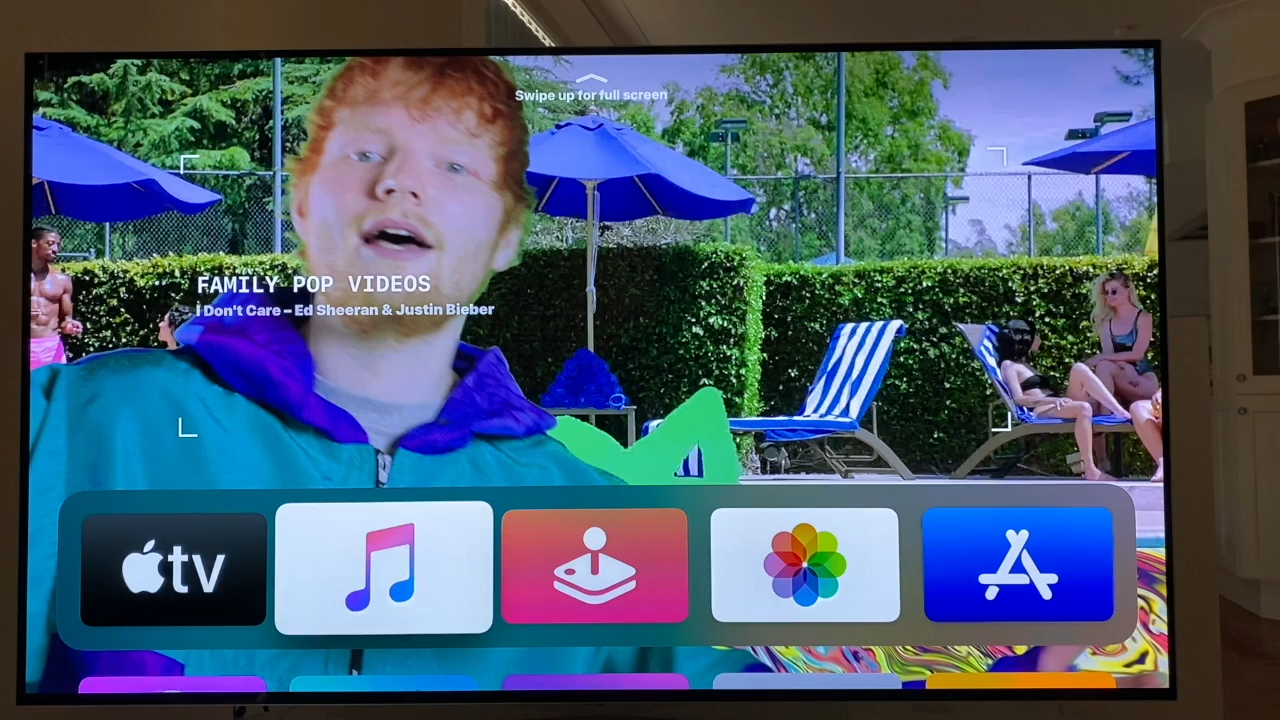 Swipe up for full screen
FAMILY POP VIDEOS
I Don't Care – Ed Sheeran & Justin Bieber
tv